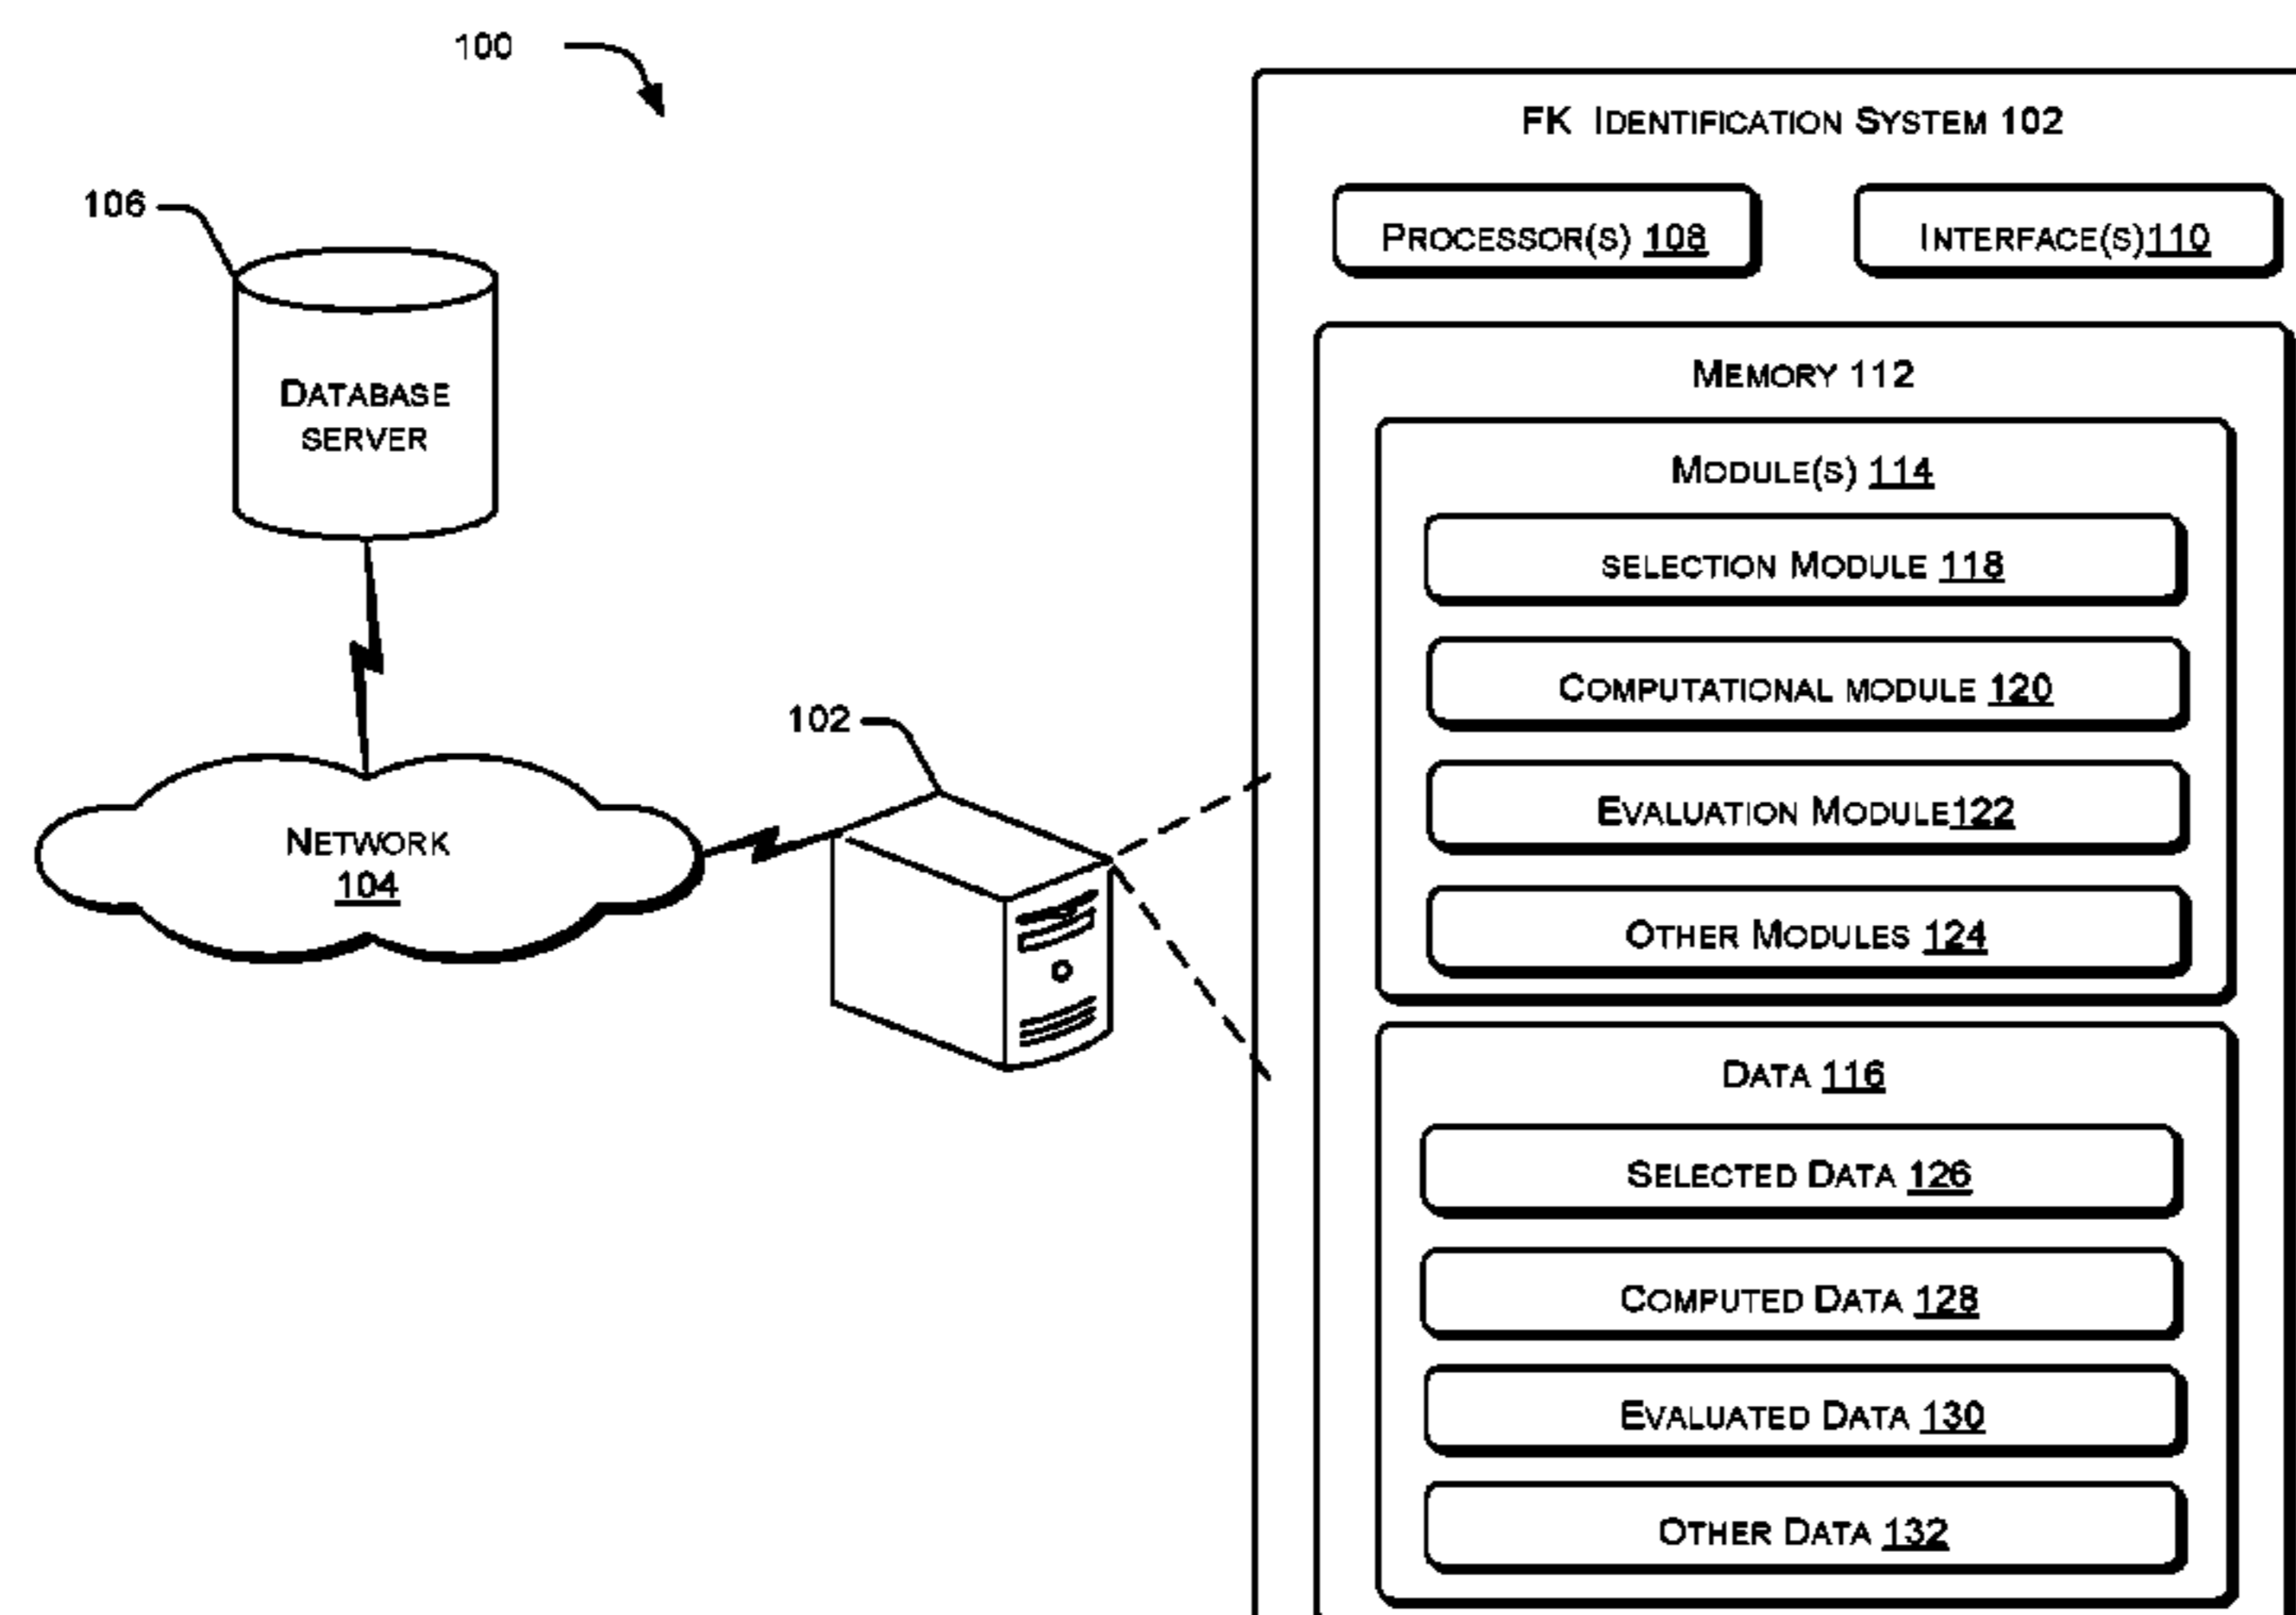 100
106
DATABASE
SERVER
NETWORK
104
102
FK IDENTIFICATION SYSTEM 102
PROCESSOR(S) 108
INTERFACE(S)110
MEMORY 112
MODULE(S) 114
SELECTION MODULE 118
COMPUTATIONAL MODULE 120
EVALUATION MODULE122
OTHER MODULES 124
DATA 116
SELECTED DATA 126
COMPUTED DATA 128
EVALUATED DATA 130
OTHER DATA 132